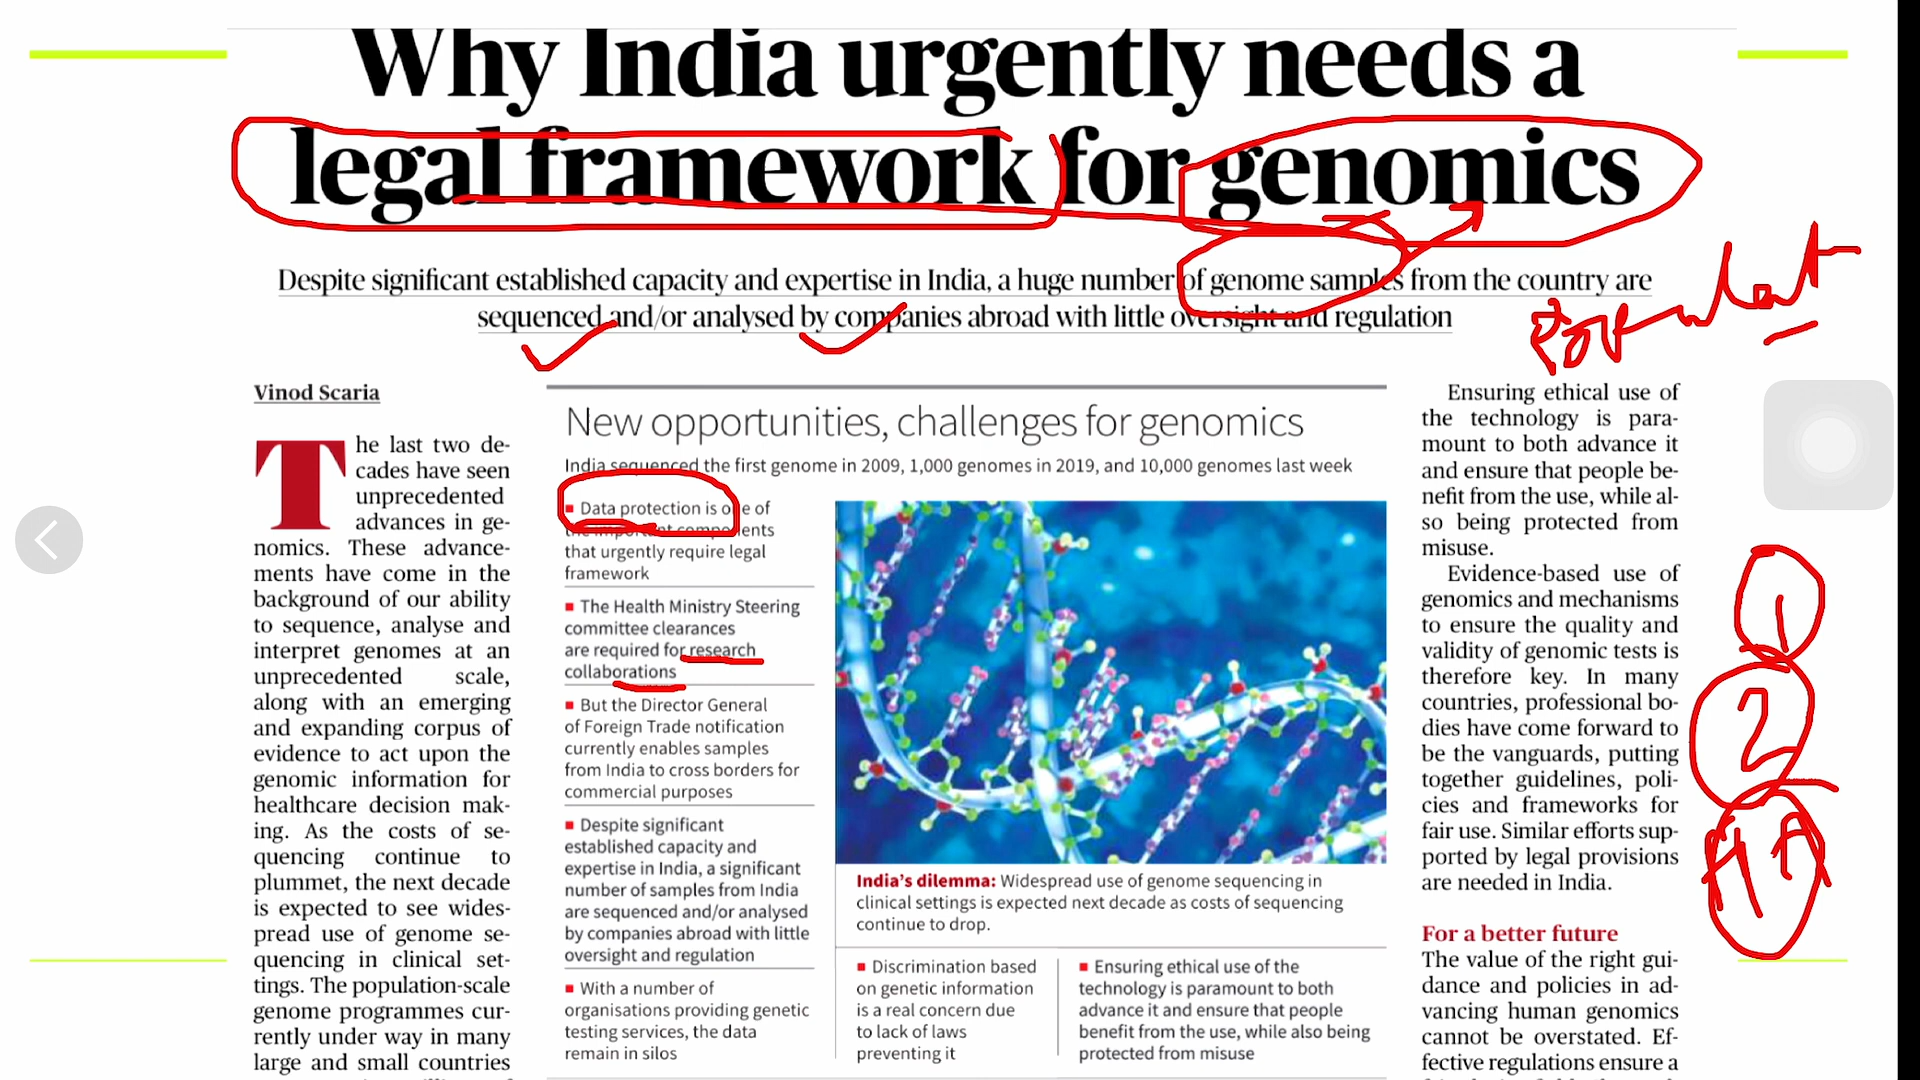 Why India urgently needs a
legal framework for genomics
Despite significant established capacity and expertise in India, a huge number of genome samples from the country are
sequenced and/or analysed by companies abroad with little oversight and regulation
Vinod Scaria
The last two de-
cades have seen
unprecedented
advances in ge-
nomics. These advance-
ments have come in the
background of our ability
to sequence, analyse and
interpret genomes at an
unprecedented scale,
along with an emerging
and expanding corpus of
evidence to act upon the
genomic information for
healthcare decision mak-
ing. As the costs of se-
quencing continue to
plummet, the next decade
is expected to see wides-
pread use of genome se-
quencing in clinical set-
tings. The population-scale
genome programmes cur-
rently under way in many
large and small countries
New opportunities, challenges for genomics
India sequenced the first genome in 2009, 1,000 genomes in 2019, and 10,000 genomes last week
Data protection is one of
the important components
that urgently require legal
framework
The Health Ministry Steering
committee clearances
are required for research
collaborations
But the Director General
of Foreign Trade notification
currently enables samples
from India to cross borders for
commercial purposes
Despite significant
established capacity and
expertise in India, a significant
number of samples from India
are sequenced and/or analysed
by companies abroad with little
oversight and regulation
With a number of
organisations providing genetic
testing services, the data
remain in silos
India's dilemma: Widespread use of genome sequencing in
clinical settings is expected next decade as costs of sequencing
continue to drop.
Discrimination based
on genetic information
is a real concern due
to lack of laws
preventing it
Ensuring ethical use of the
technology is paramount to both
advance it and ensure that people
benefit from the use, while also being
protected from misuse
Ensuring ethical use of
the technology is para-
mount to both advance it
and ensure that people be-
nefit from the use, while al-
so being protected from
misuse.
Evidence-based use of
genomics and mechanisms
to ensure the quality and
validity of genomic tests is
therefore key. In many
countries, professional bo-
dies have come forward to
be the vanguards, putting
together guidelines, poli-
cies and frameworks for
fair use. Similar efforts sup-
ported by legal provisions
are needed in India.
For a better future
The value of the right gui-
dance and policies in ad-
vancing human genomics
cannot be overstated. Ef-
fective regulations ensure a
1
2